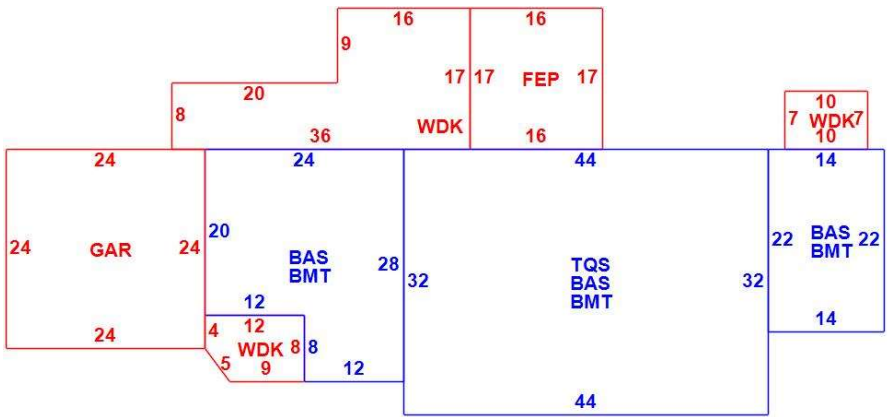 16 16
9
17 17 FEP 17
20
10
7 WDK 7
8
10
36 WDK 16
24 24 44 14
20
24 GAR 24
BAS
BMT
28 32
TQS
BAS
BMT
32 22
BAS
BMT
22
12
12
4 WDK 8 8
14
24
5 9 12
44